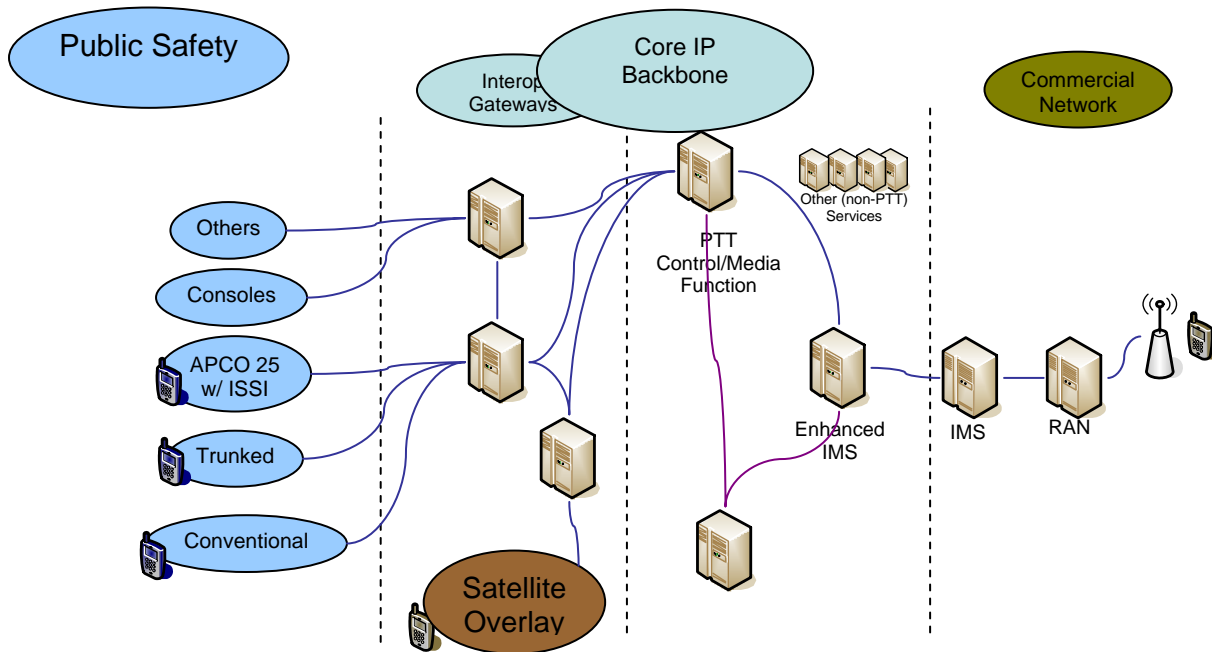 Public Safety
Interop
Gateways
Core IP
Backbone
Commercial
Network
Other (non-PTT)
Services
Others
PTT
Control/Media
Function
Consoles
APCO 25
w/ ISSI
Trunked
Enhanced
IMS
IMS
RAN
Conventional
Satellite
Overlay